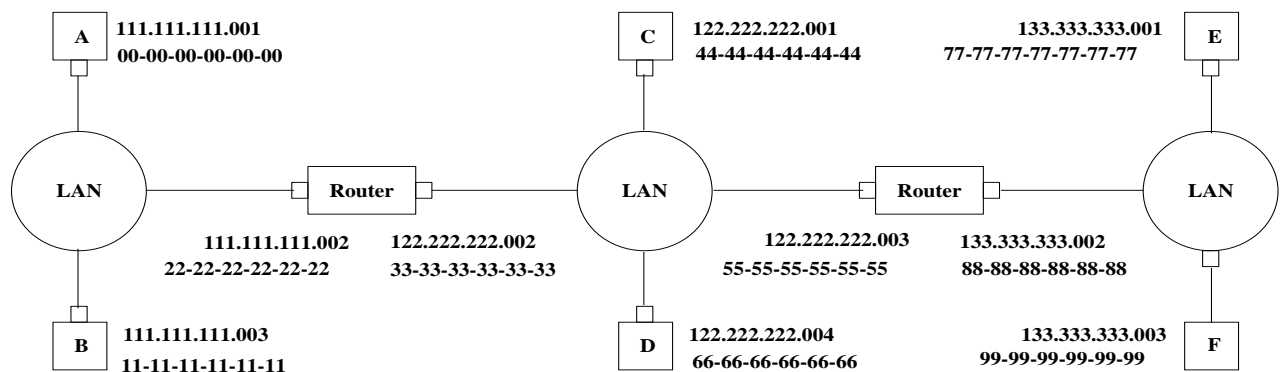 A
111.111.111.001
00-00-00-00-00-00
C
122.222.222.001
44-44-44-44-44-44
133.333.333.001
77-77-77-77-77-77-77
E
LAN
Router
LAN
Router
LAN
111.111.111.002
22-22-22-22-22-22
122.222.222.002
33-33-33-33-33-33
122.222.222.003
55-55-55-55-55-55
133.333.333.002
88-88-88-88-88-88
B
111.111.111.003
11-11-11-11-11-11
D
122.222.222.004
66-66-66-66-66-66
133.333.333.003
99-99-99-99-99-99
F